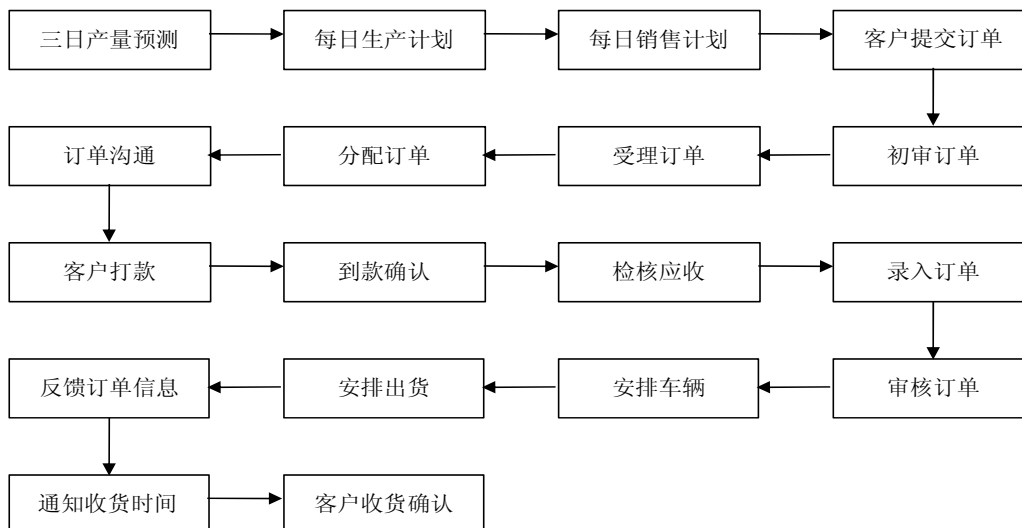 三日产量预测
每日生产计划
每日销售计划
客户提交订单
初审订单
受理订单
分配订单
订单沟通
客户打款
到款确认
检核应收
录入订单
审核订单
安排车辆
安排出货
反馈订单信息
通知收货时间
客户收货确认